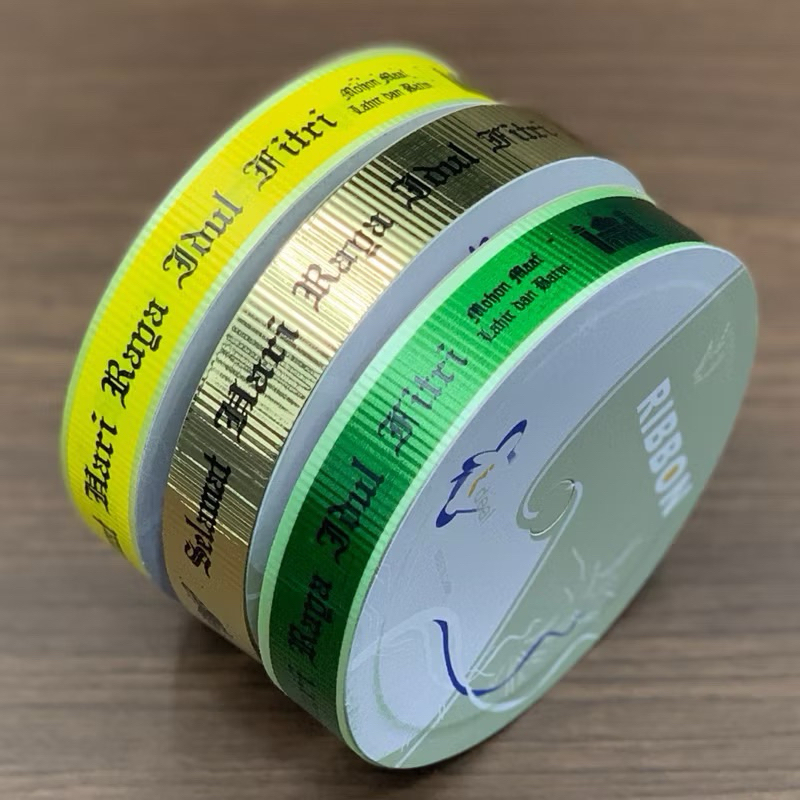 Hari Raya Idul Fitri
Mohon Maaf
Lahir dan Batin
Selamat Hari Raya Idul Fitri
Raya Idul Fitri
Mohon Maaf
Lahir dan Batin
RIBBON